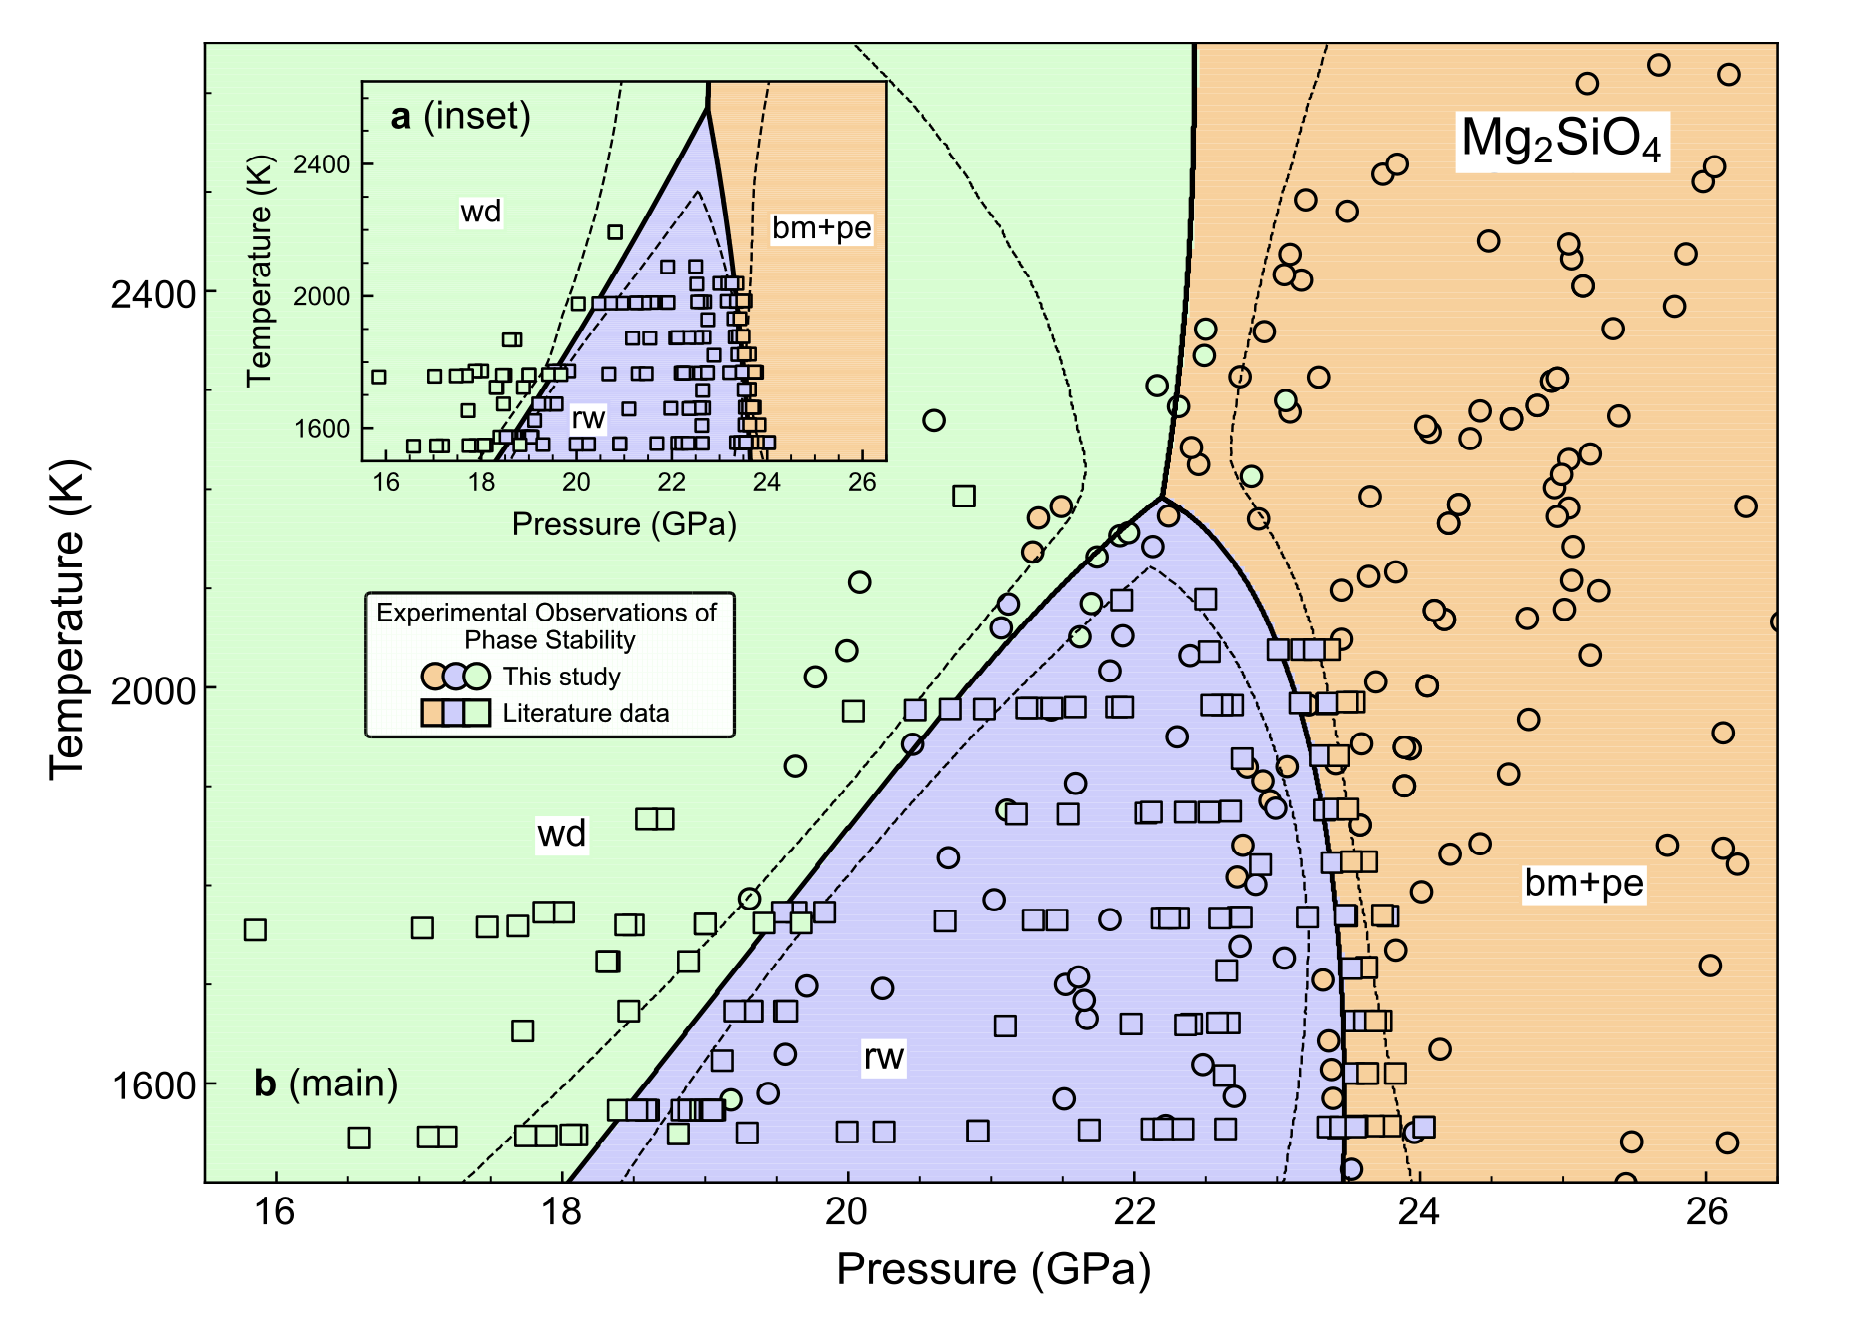 a (inset)
Mg₂SiO₄
Temperature (K)
2400
2000
1600
wd
bm+pe
rw
16 18 20 22 24 26
Pressure (GPa)
Experimental Observations of
Phase Stability
This study
Literature data
Temperature (K)
2400
2000
1600
wd
rw
bm+pe
b (main)
16 18 20 22 24 26
Pressure (GPa)